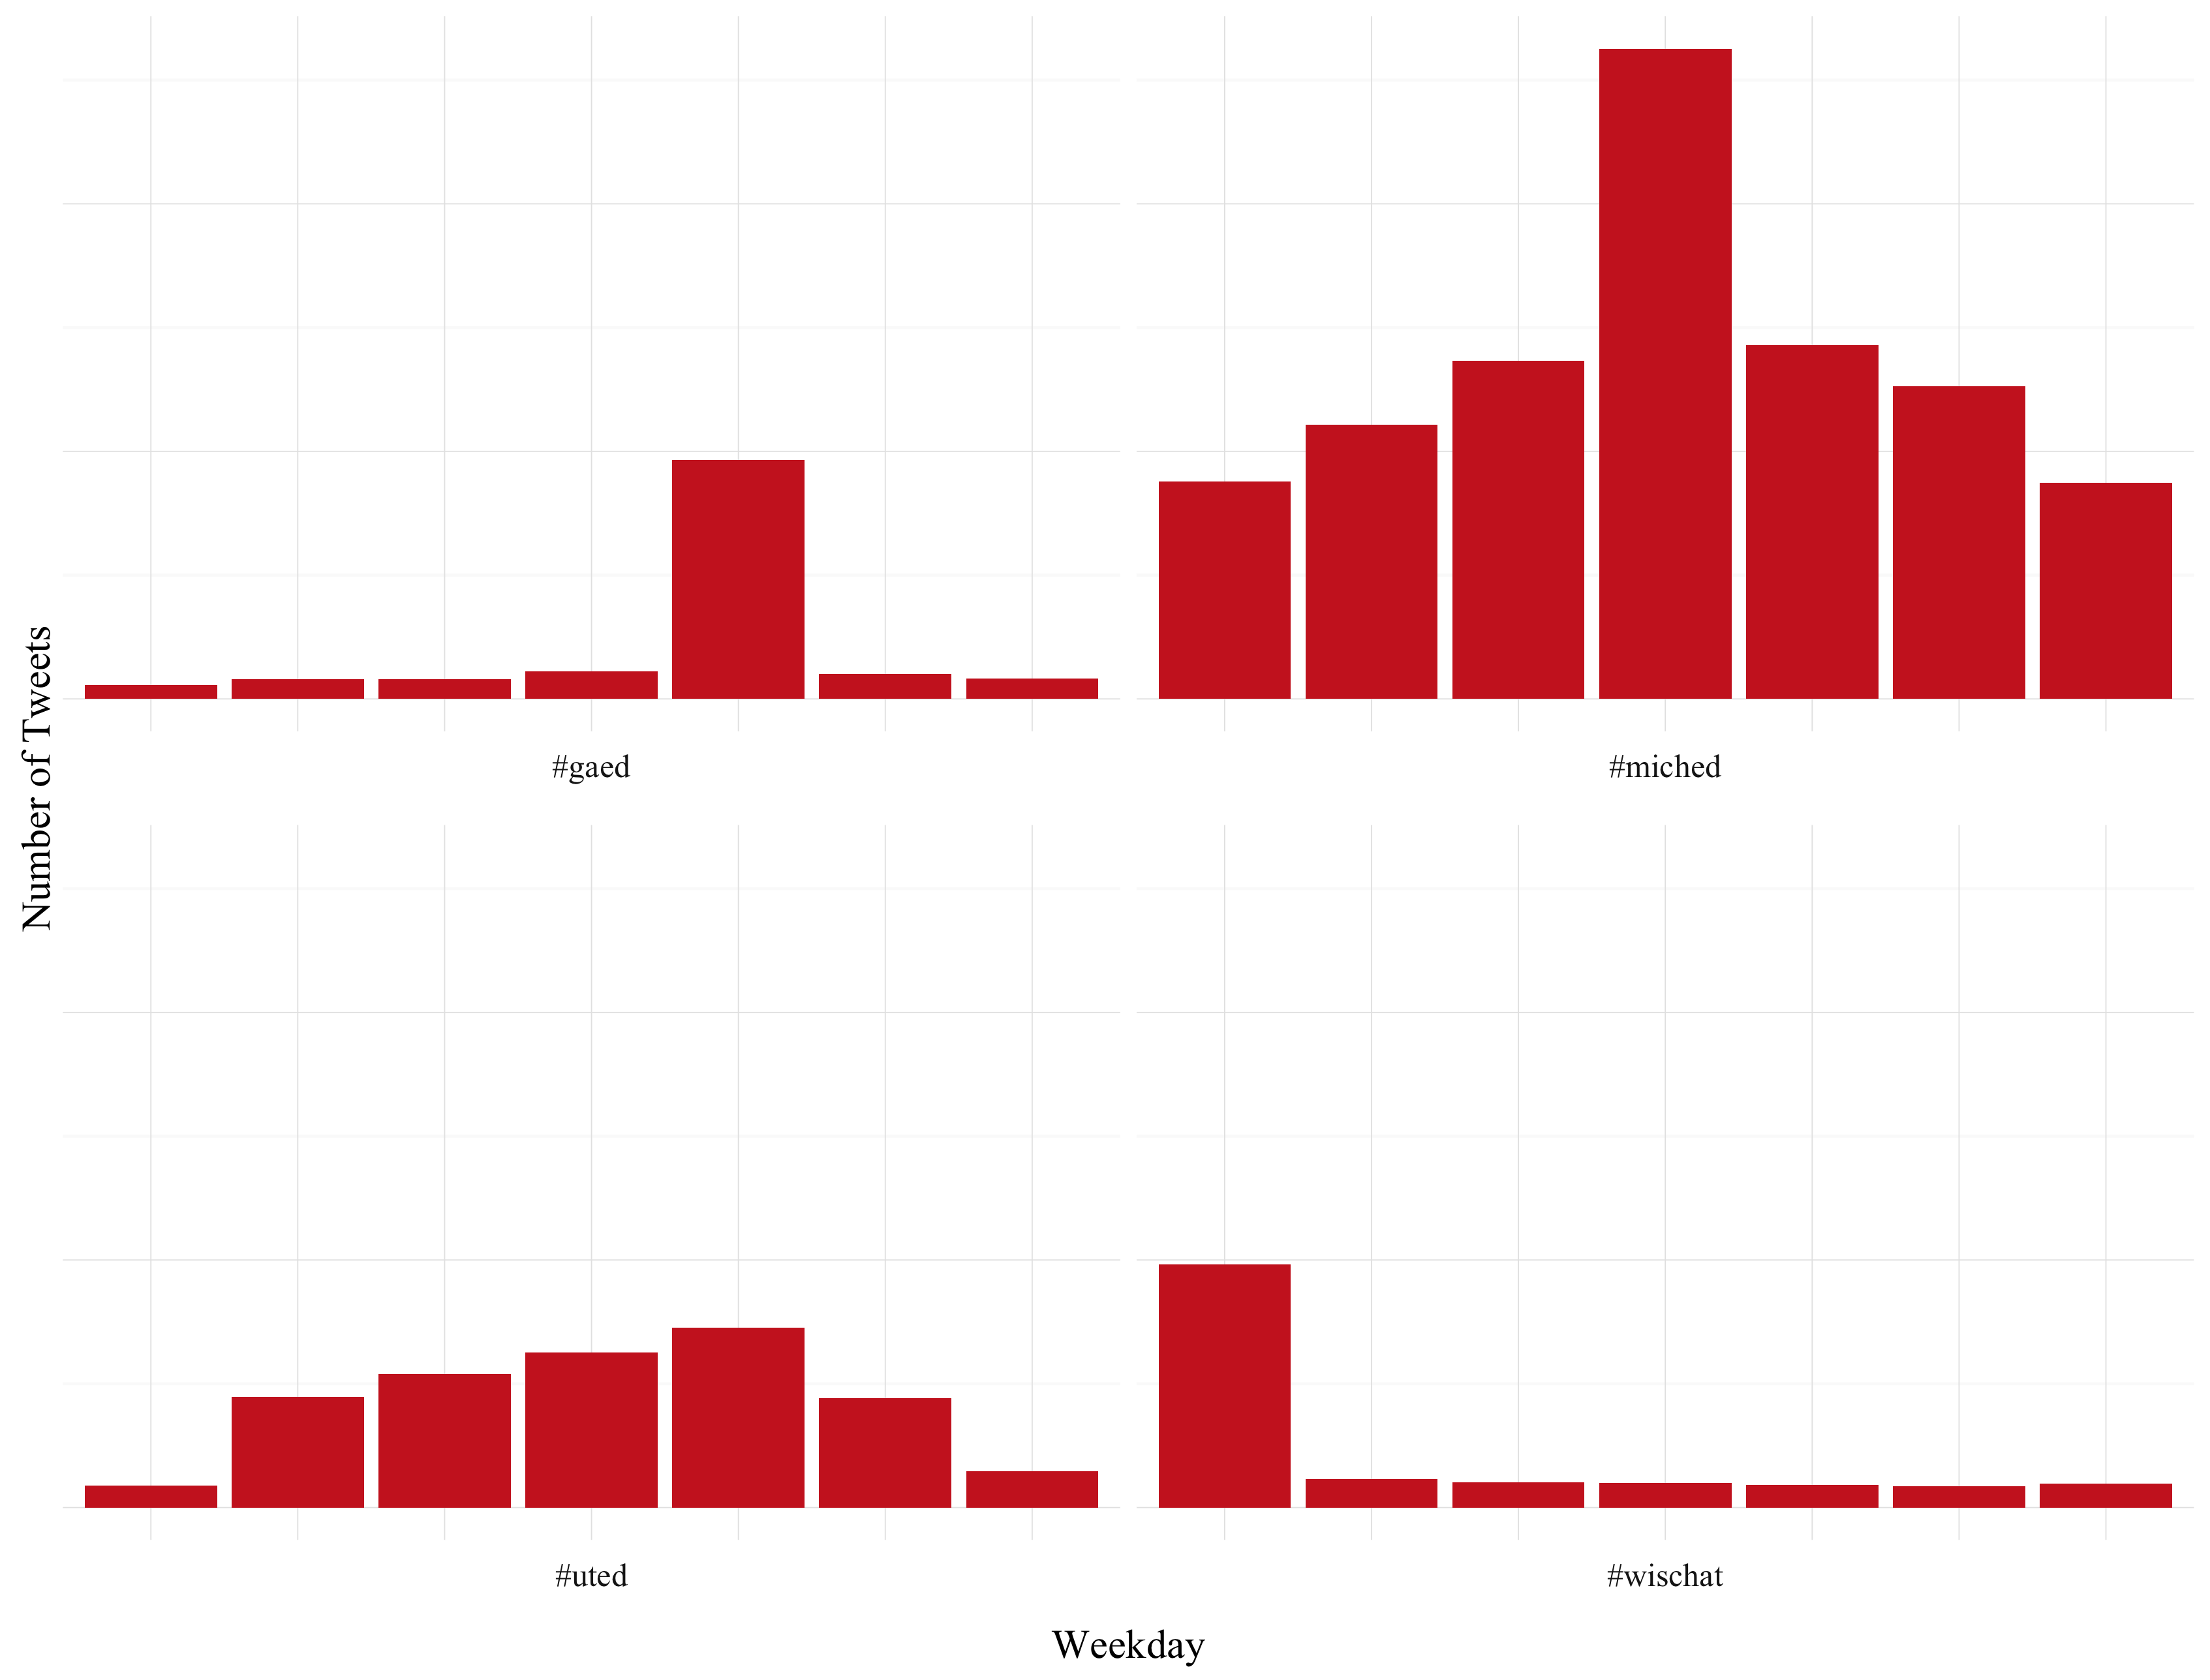 Number of Tweets
#gaed
#miched
#uted
#wischat
Weekday